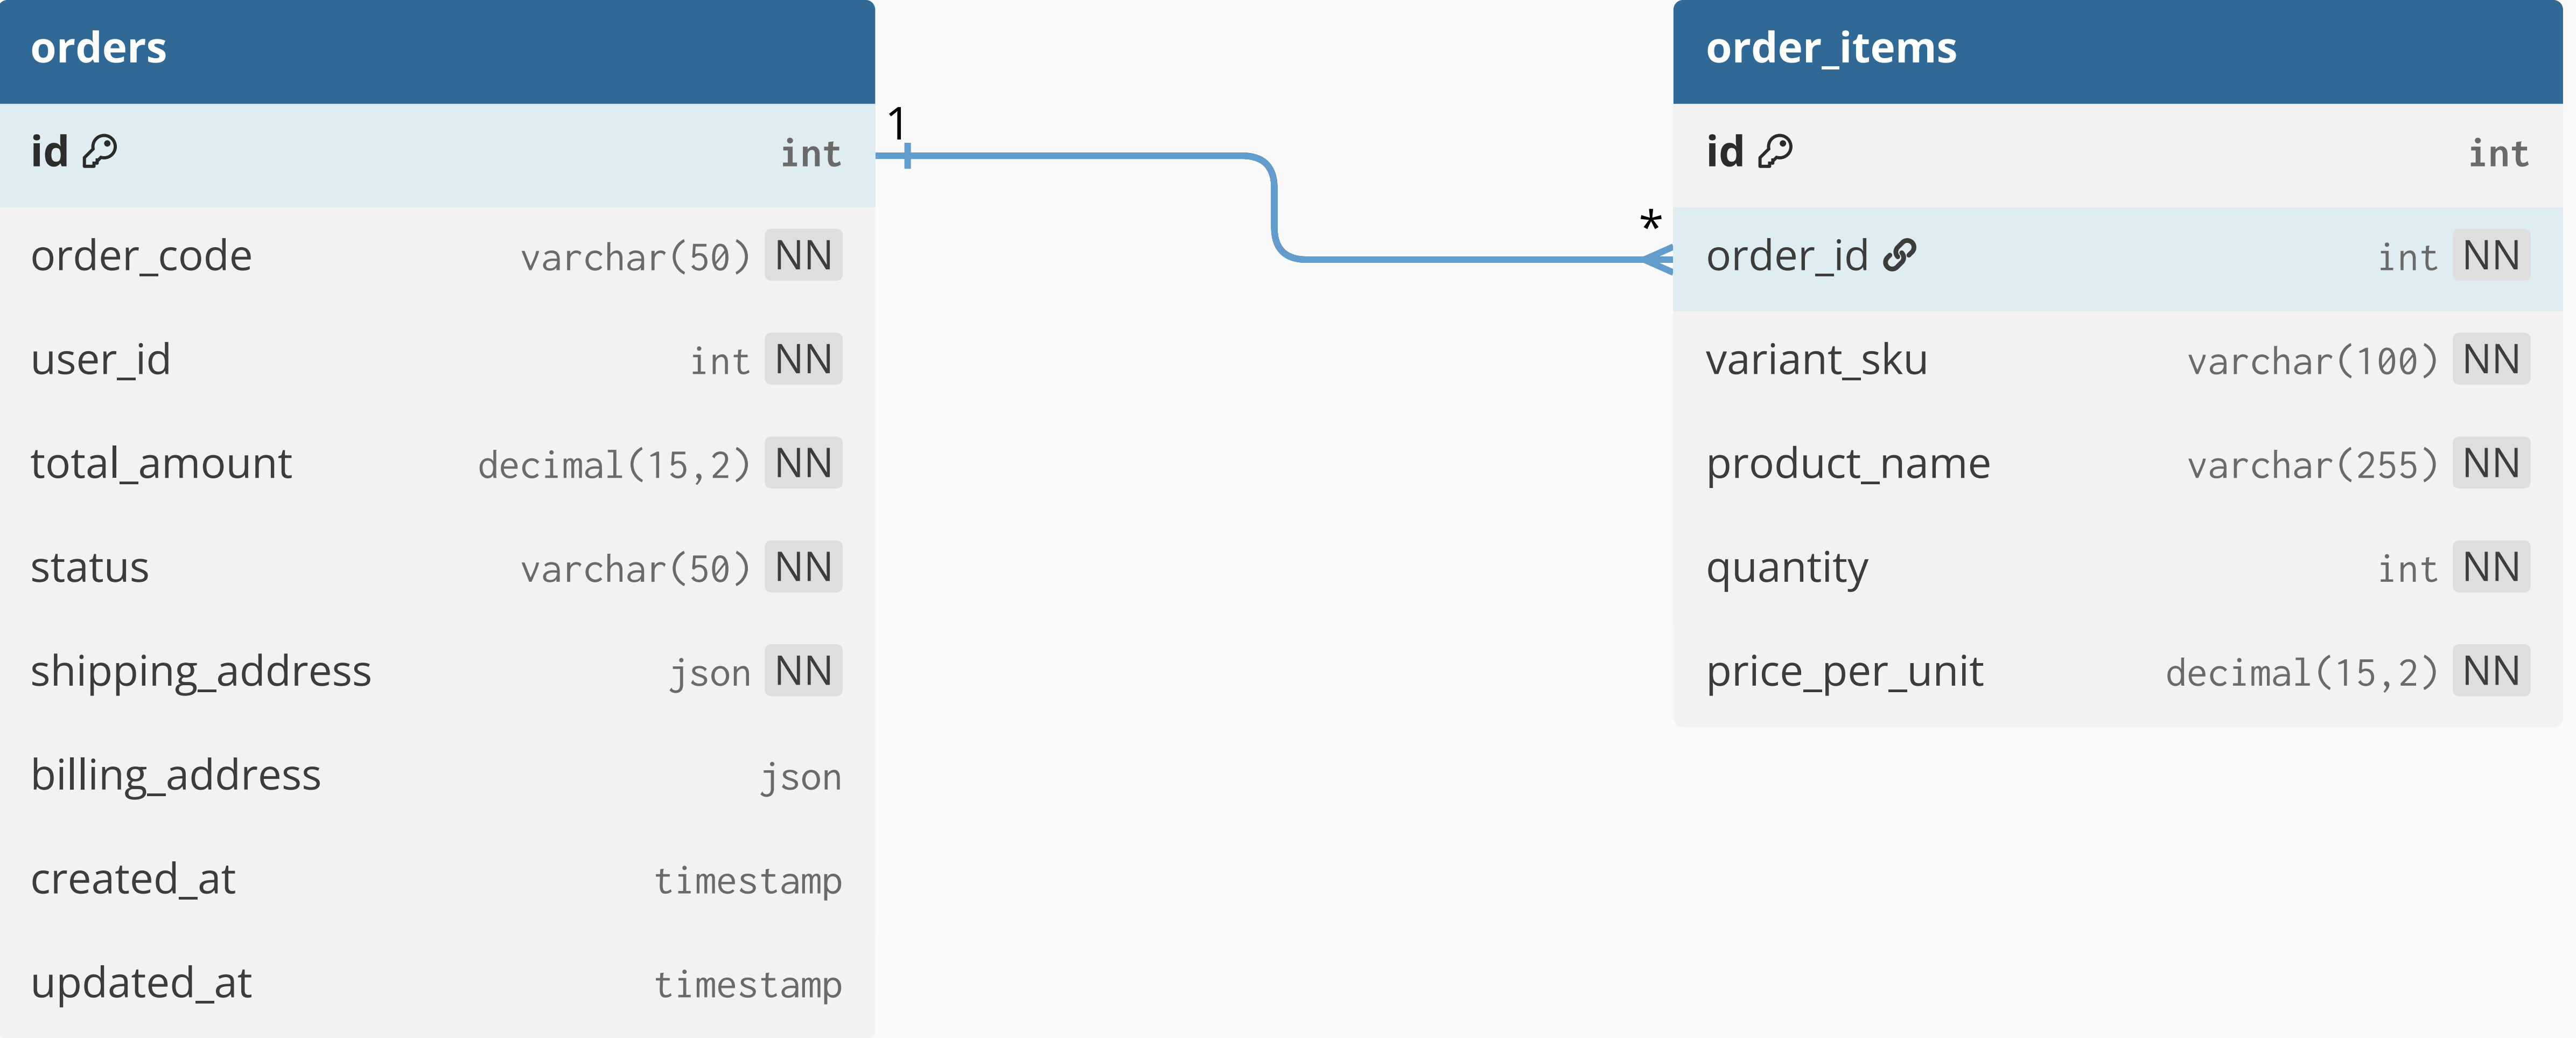 orders
id int
order_code varchar(50) NN
user_id int NN
total_amount decimal(15,2) NN
status varchar(50) NN
shipping_address json NN
billing_address json
created_at timestamp
updated_at timestamp
1
*
order_items
id int
order_id int NN
variant_sku varchar(100) NN
product_name varchar(255) NN
quantity int NN
price_per_unit decimal(15,2) NN